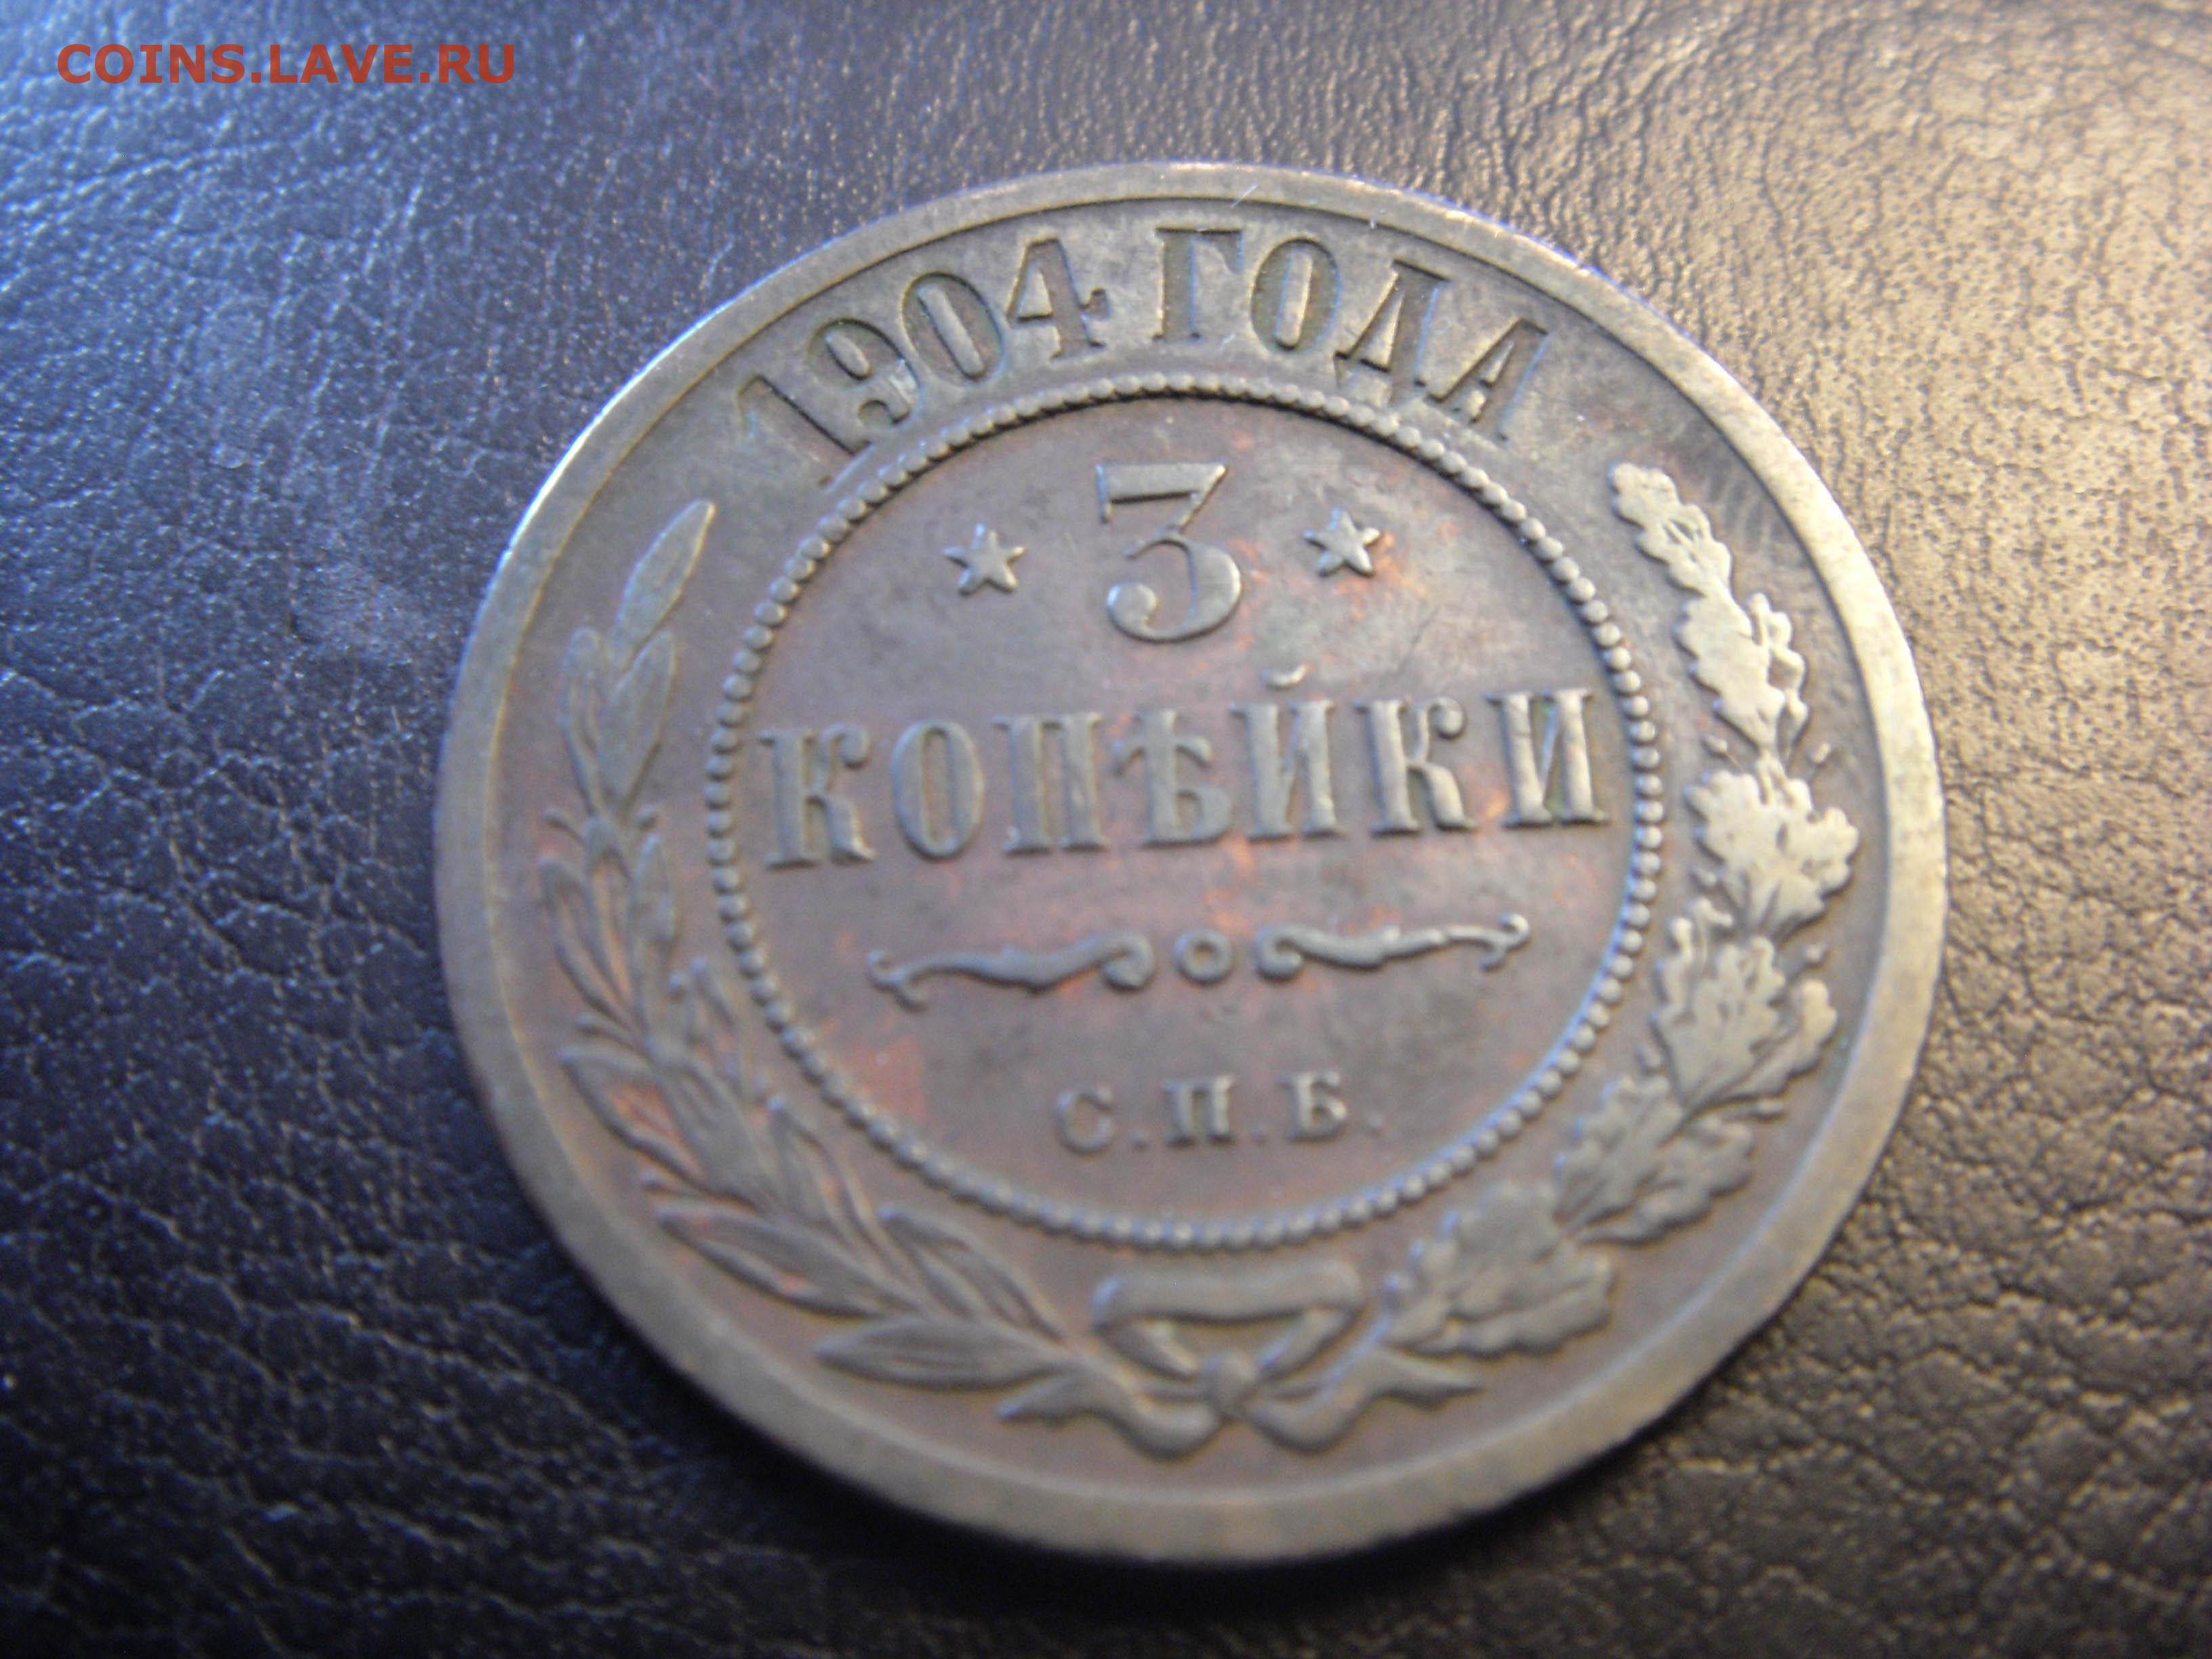 COINS.LAVE.RU
1904 ГОДА
3
КОПѢЙКИ
С.П.Б.